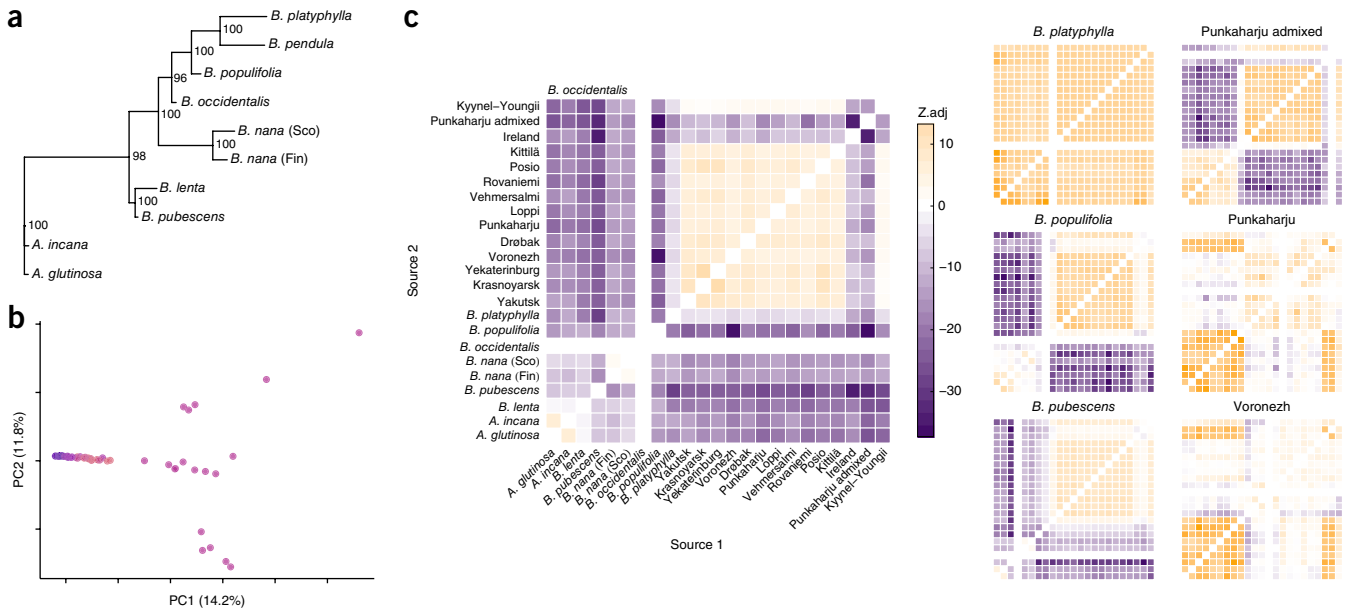 a
B. platyphylla
100
B. pendula
100
B. populifolia
96
B. occidentalis
100
B. nana (Sco)
100
B. nana (Fin)
98
B. lenta
100
B. pubescens
100
A. incana
A. glutinosa
b
PC2 (11.8%)
PC1 (14.2%)
c
B. occidentalis
Source 2
Kyynel–Youngii
Punkaharju admixed
Ireland
Kittilä
Posio
Rovaniemi
Vehmersalmi
Loppi
Punkaharju
Drøbak
Voronezh
Yekaterinburg
Krasnoyarsk
Yakutsk
B. platyphylla
B. populifolia
B. occidentalis
B. nana (Sco)
B. nana (Fin)
B. pubescens
B. lenta
A. incana
A. glutinosa
A. glutinosa
A. incana
B. lenta
B. pubescens
B. nana (Fin)
B. nana (Sco)
B. occidentalis
B. populifolia
B. platyphylla
Yakutsk
Krasnoyarsk
Yekaterinburg
Voronezh
Drøbak
Punkaharju
Loppi
Vehmersalmi
Rovaniemi
Posio
Kittilä
Ireland
Punkaharju admixed
Kyynel–Youngii
Source 1
Z.adj
10
0
–10
–20
–30
B. platyphylla
Punkaharju admixed
B. populifolia
Punkaharju
B. pubescens
Voronezh